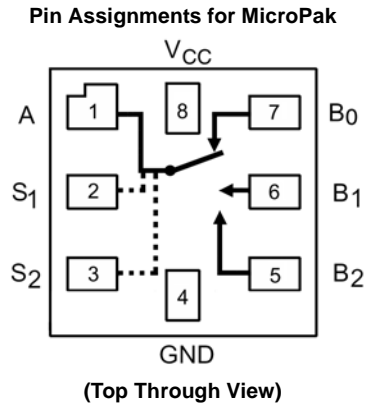 Pin Assignments for MicroPak
VCC
A 1 8 7 B0
S1 2 6 B1
S2 3 4 5 B2
GND
(Top Through View)